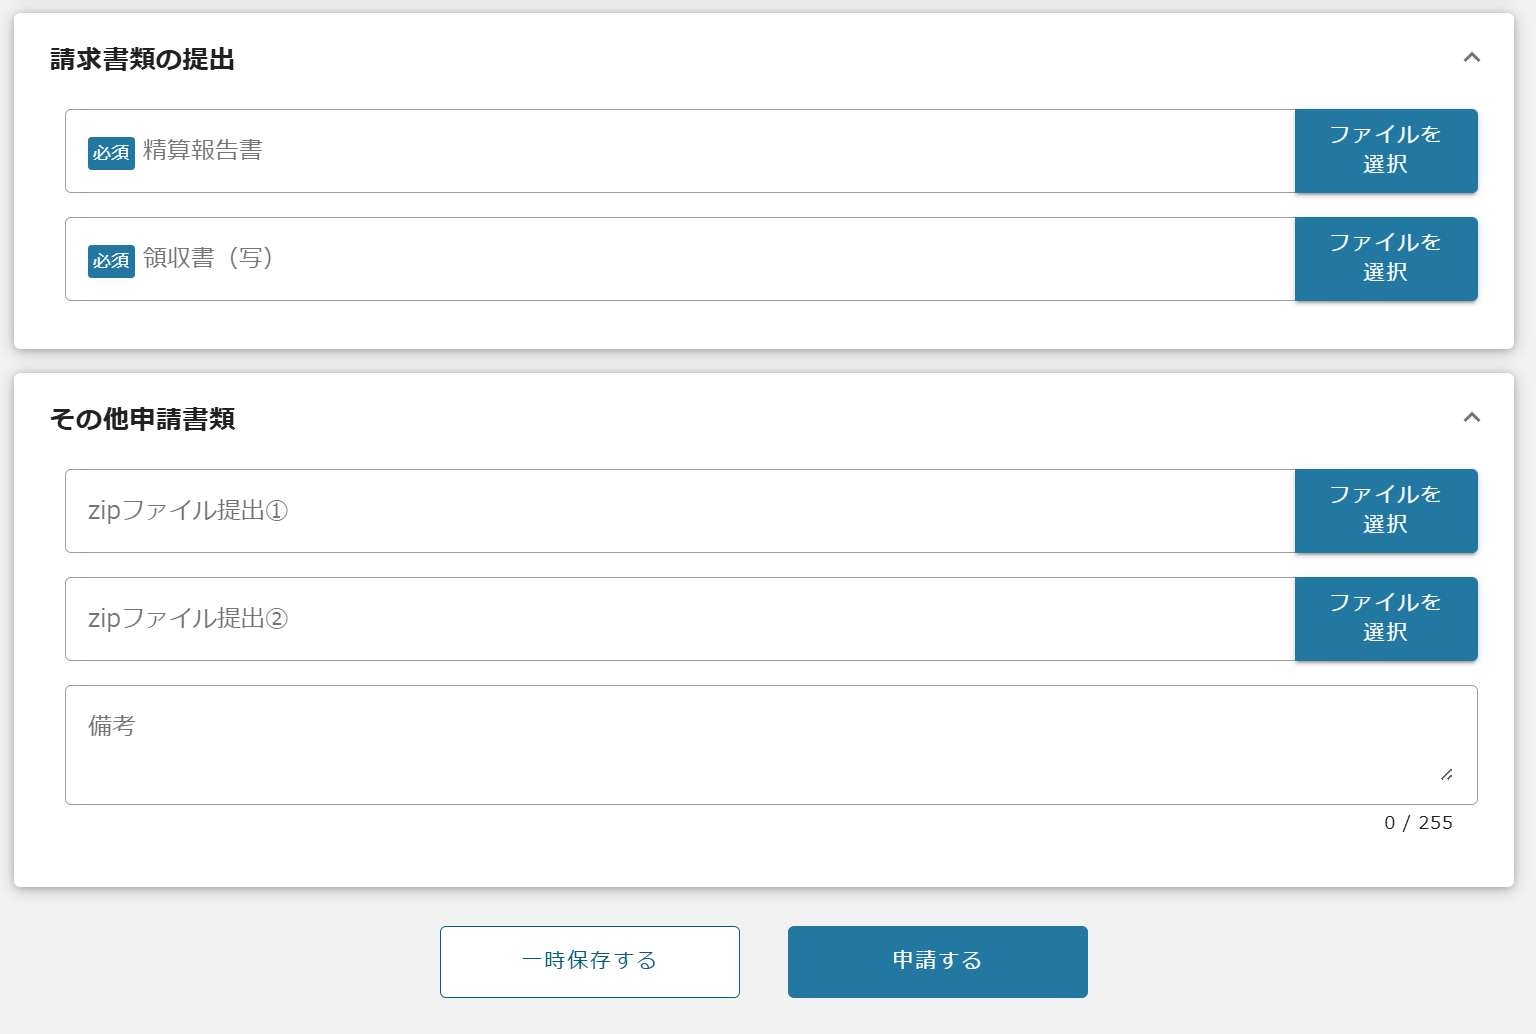 請求書類の提出
必須 精算報告書
ファイルを
選択
必須 領収書（写）
ファイルを
選択
その他申請書類
zipファイル提出①
ファイルを
選択
zipファイル提出②
ファイルを
選択
備考
0 / 255
一時保存する
申請する